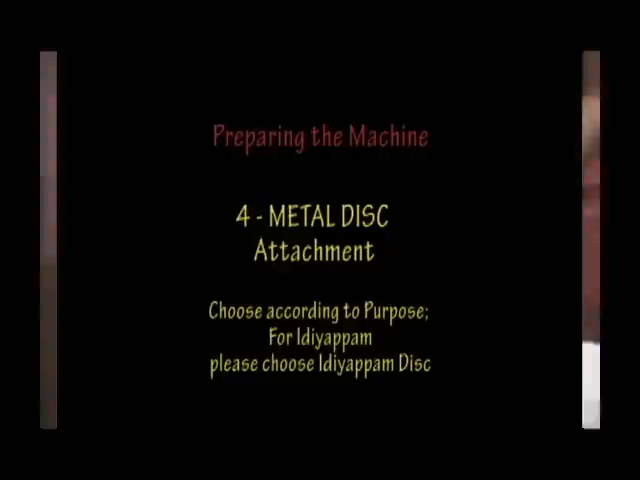 Preparing the Machine
4 - METAL DISC
Attachment
Choose according to Purpose;
For Idiyappam
please choose Idiyappam Disc